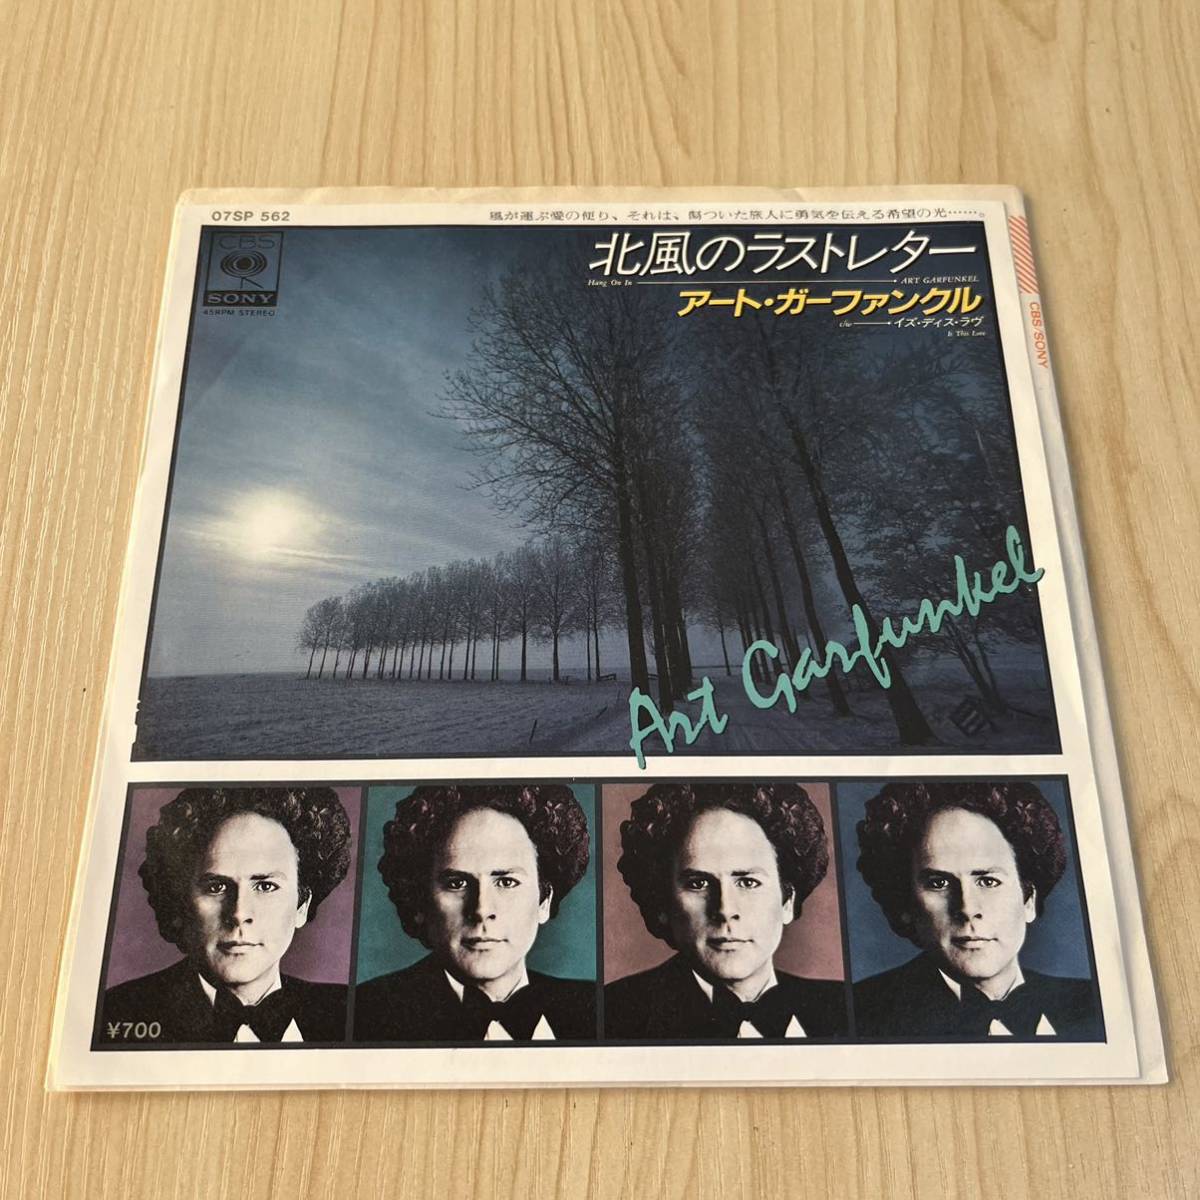 07SP 562
風が運ぶ愛の便り、それは、傷ついた旅人に勇気を伝える希望の光……。
CBS
SONY
45RPM STEREO
北風のラストレター
Hang On In ART GARFUNKEL
アート・ガーファンクル
c/w イズ・ディス・ラヴ
Is This Love
CBS/SONY
Art Garfunkel
¥700